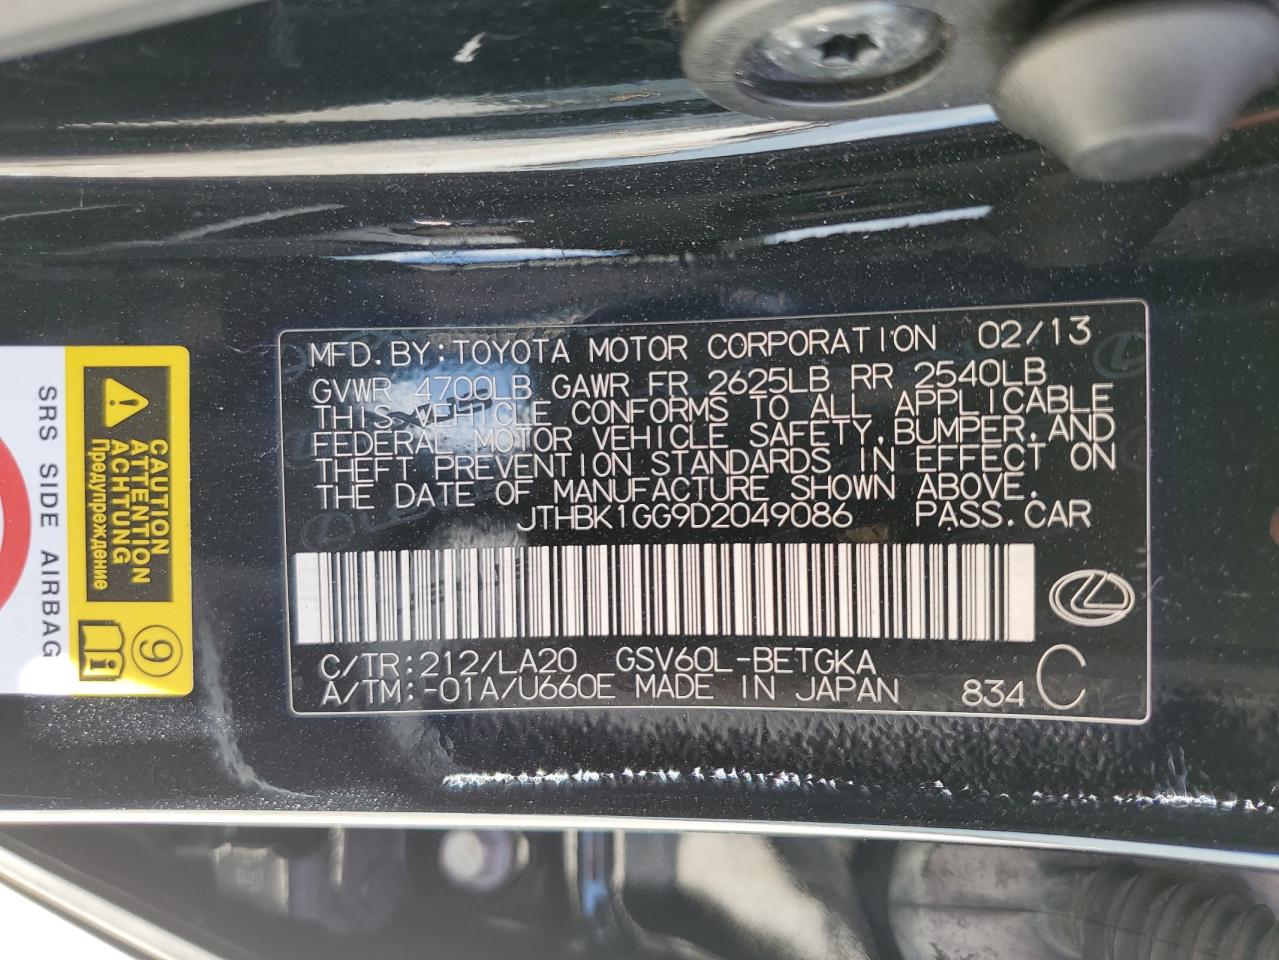 MFD.BY:TOYOTA MOTOR CORPORATION 02/13
GVWR 4700LB GAWR FR 2625LB RR 2540LB
THIS VEHICLE CONFORMS TO ALL APPLICABLE
FEDERAL MOTOR VEHICLE SAFETY,BUMPER,AND
THEFT PREVENTION STANDARDS IN EFFECT ON
THE DATE OF MANUFACTURE SHOWN ABOVE.
JTHBK1GG9D2049086 PASS.CAR
C/TR:212/LA20 GSV60L-BETGKA
A/TM:-01A/U660E MADE IN JAPAN 834 C
CAUTION
ATTENTION
ACHTUNG
Предупреждение
9
SRS SIDE AIRBAG